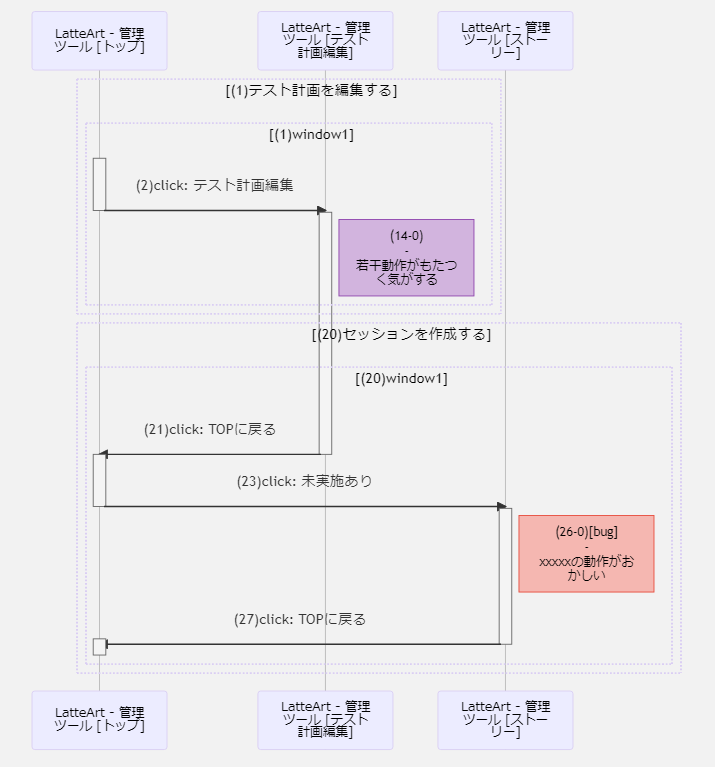 LatteArt - 管理
ツール [トップ]
LatteArt - 管理
ツール [テスト
計画編集]
LatteArt - 管理
ツール [ストー
リー]
[(1)テスト計画を編集する]
[(1)window1]
(2)click: テスト計画編集
(14-0)
-
若干動作がもたつ
く気がする
[(20)セッションを作成する]
[(20)window1]
(21)click: TOPに戻る
(23)click: 未実施あり
(26-0)[bug]
-
xxxxxの動作がお
かしい
(27)click: TOPに戻る
LatteArt - 管理
ツール [トップ]
LatteArt - 管理
ツール [テスト
計画編集]
LatteArt - 管理
ツール [ストー
リー]